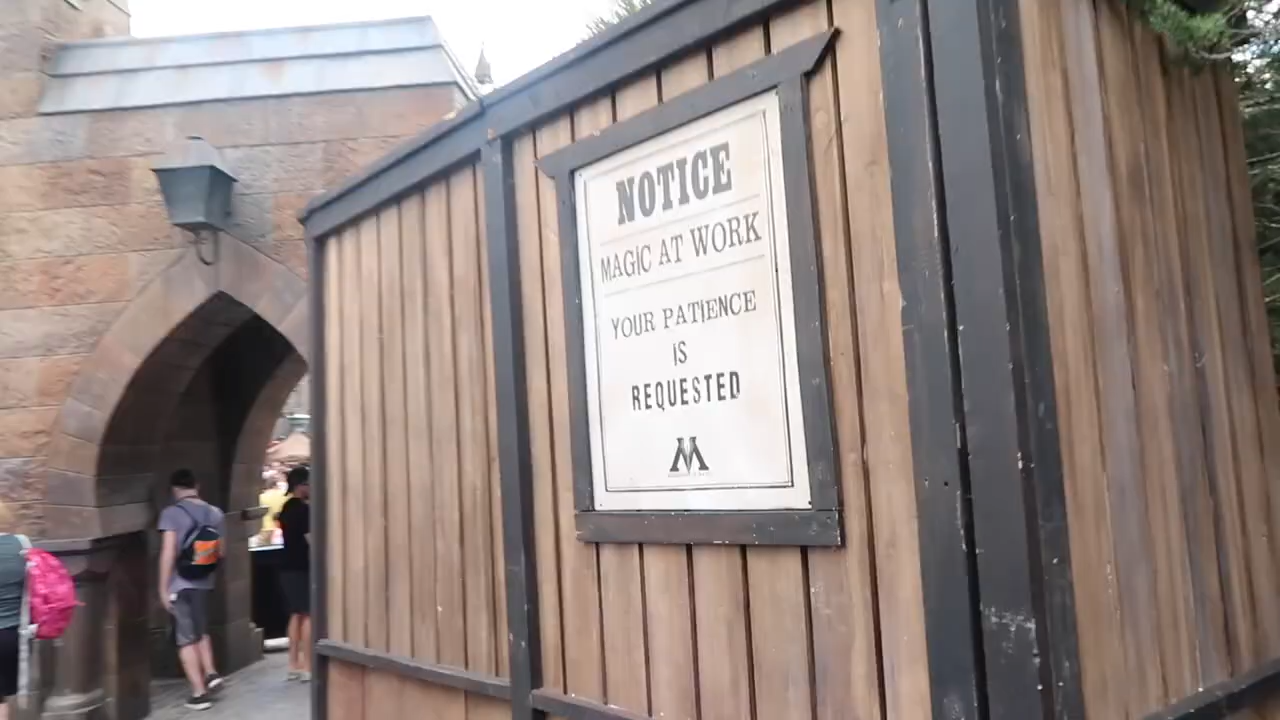 NOTICE
MAGIC AT WORK
YOUR PATIENCE
IS
REQUESTED
M